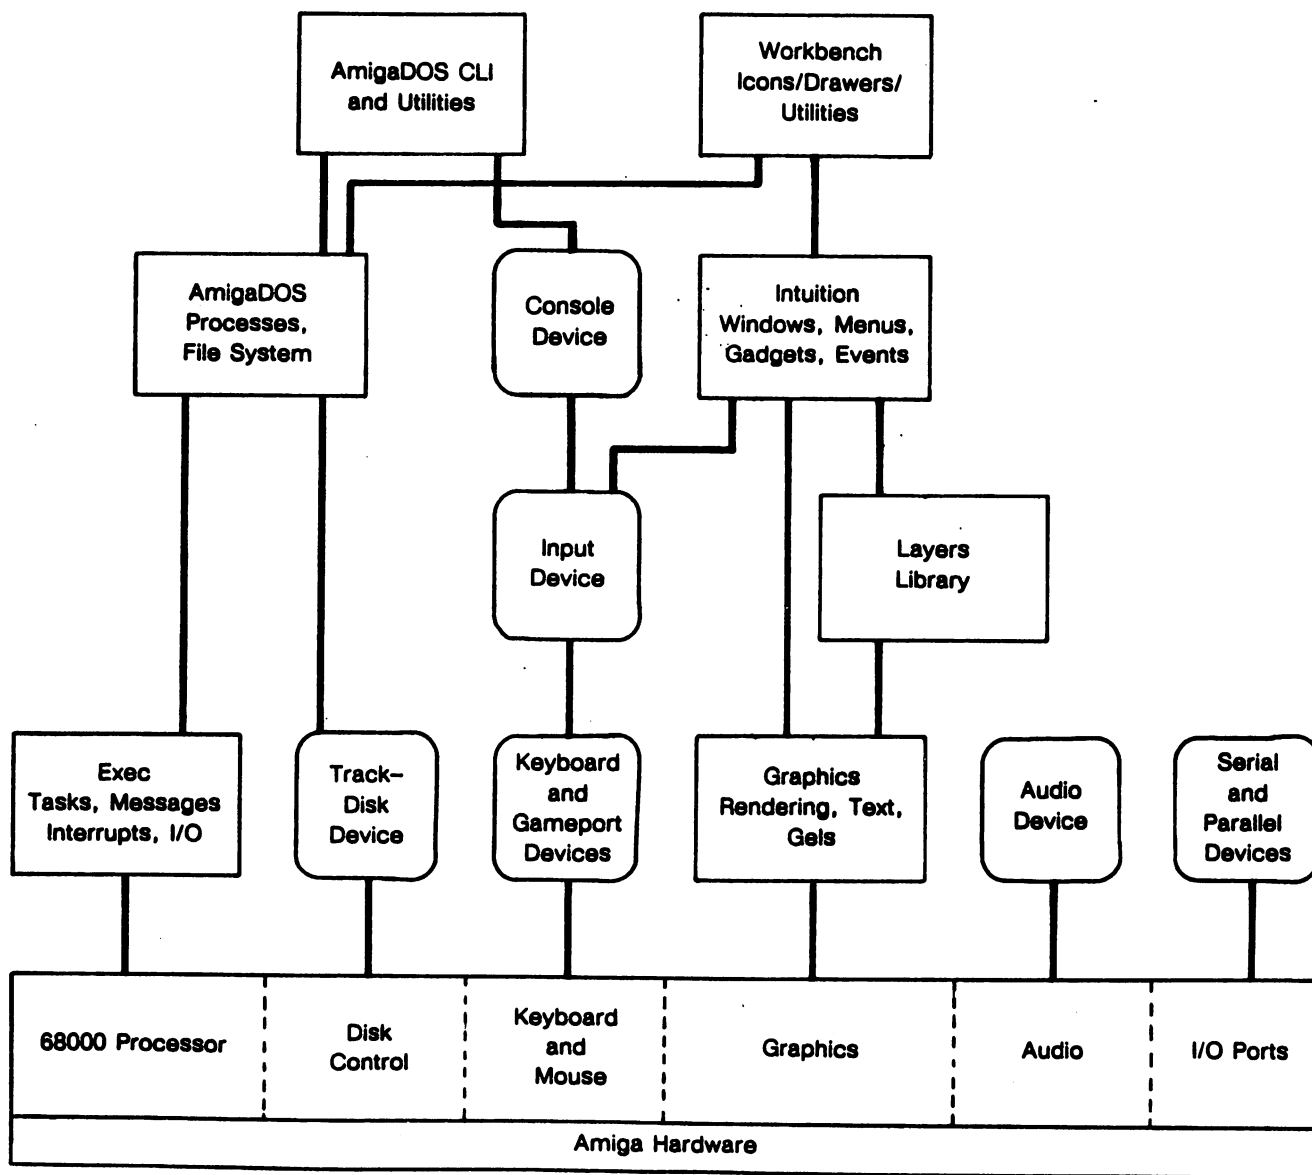 AmigaDOS CLI
and Utilities
Workbench
Icons/Drawers/
Utilities
AmigaDOS
Processes,
File System
Console
Device
Intuition
Windows, Menus,
Gadgets, Events
Input
Device
Layers
Library
Exec
Tasks, Messages
Interrupts, I/O
Track-
Disk
Device
Keyboard
and
Gameport
Devices
Graphics
Rendering, Text,
Gels
Audio
Device
Serial
and
Parallel
Devices
68000 Processor
Disk
Control
Keyboard
and
Mouse
Graphics
Audio
I/O Ports
Amiga Hardware